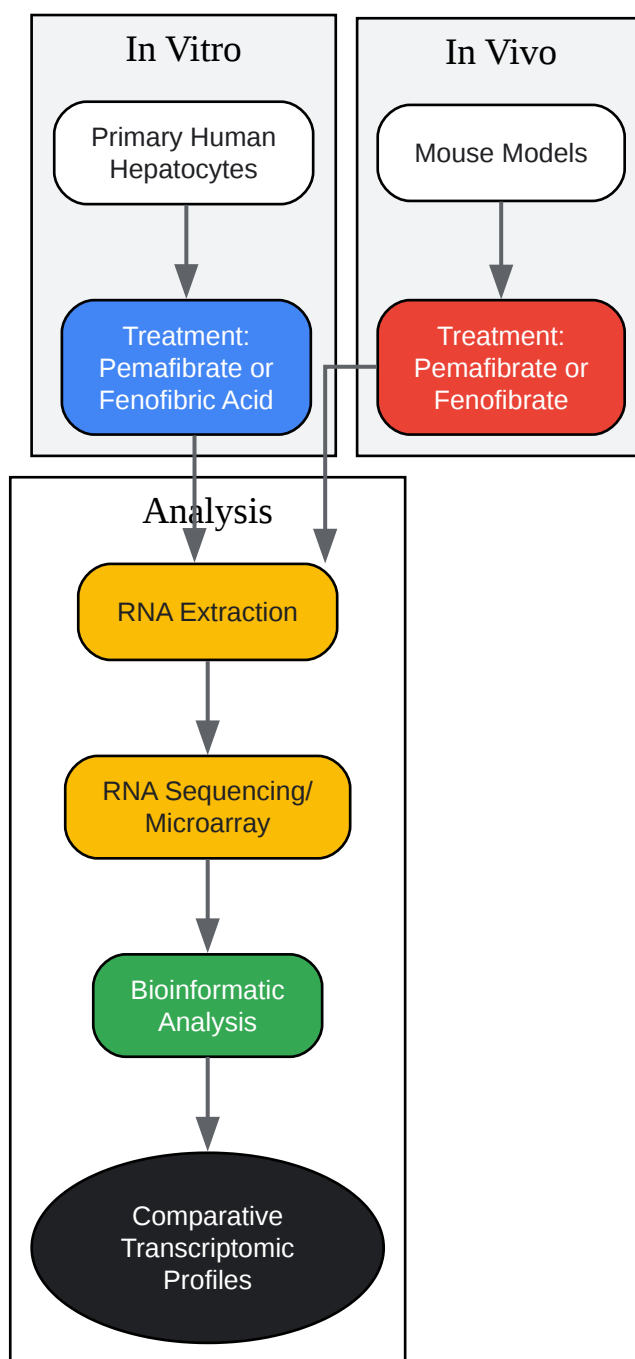 In Vitro
Primary Human
Hepatocytes
Treatment:
Pemafibrate or
Fenofibric Acid
In Vivo
Mouse Models
Treatment:
Pemafibrate or
Fenofibrate
Analysis
RNA Extraction
RNA Sequencing/
Microarray
Bioinformatic
Analysis
Comparative
Transcriptomic
Profiles